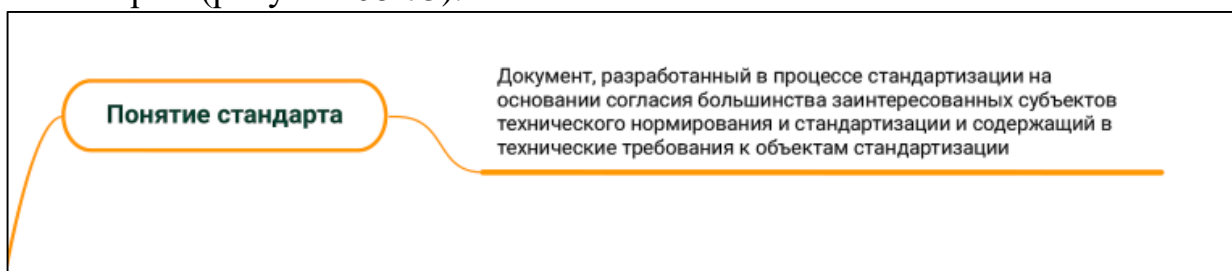 Понятие стандарта
Документ, разработанный в процессе стандартизации на
основании согласия большинства заинтересованных субъектов
технического нормирования и стандартизации и содержащий в
технические требования к объектам стандартизации